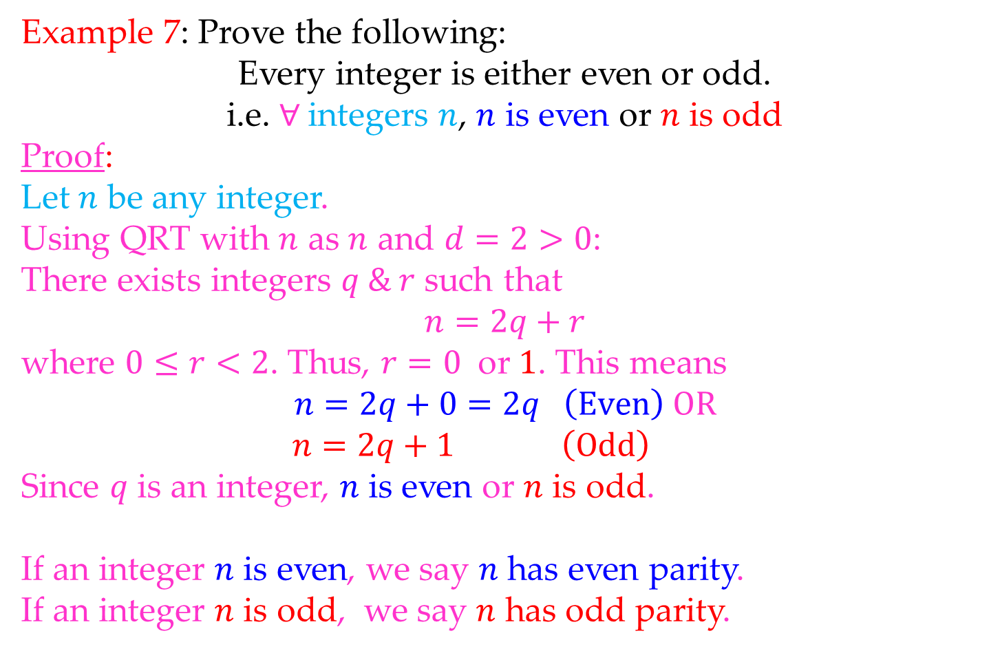 Example 7: Prove the following:
Every integer is either even or odd.
i.e. ∀ integers n, n is even or n is odd
Proof:
Let n be any integer.
Using QRT with n as n and d = 2 > 0:
There exists integers q & r such that
n = 2q + r
where 0 ≤ r < 2. Thus, r = 0 or 1. This means
n = 2q + 0 = 2q (Even) OR
n = 2q + 1 (Odd)
Since q is an integer, n is even or n is odd.
If an integer n is even, we say n has even parity.
If an integer n is odd, we say n has odd parity.